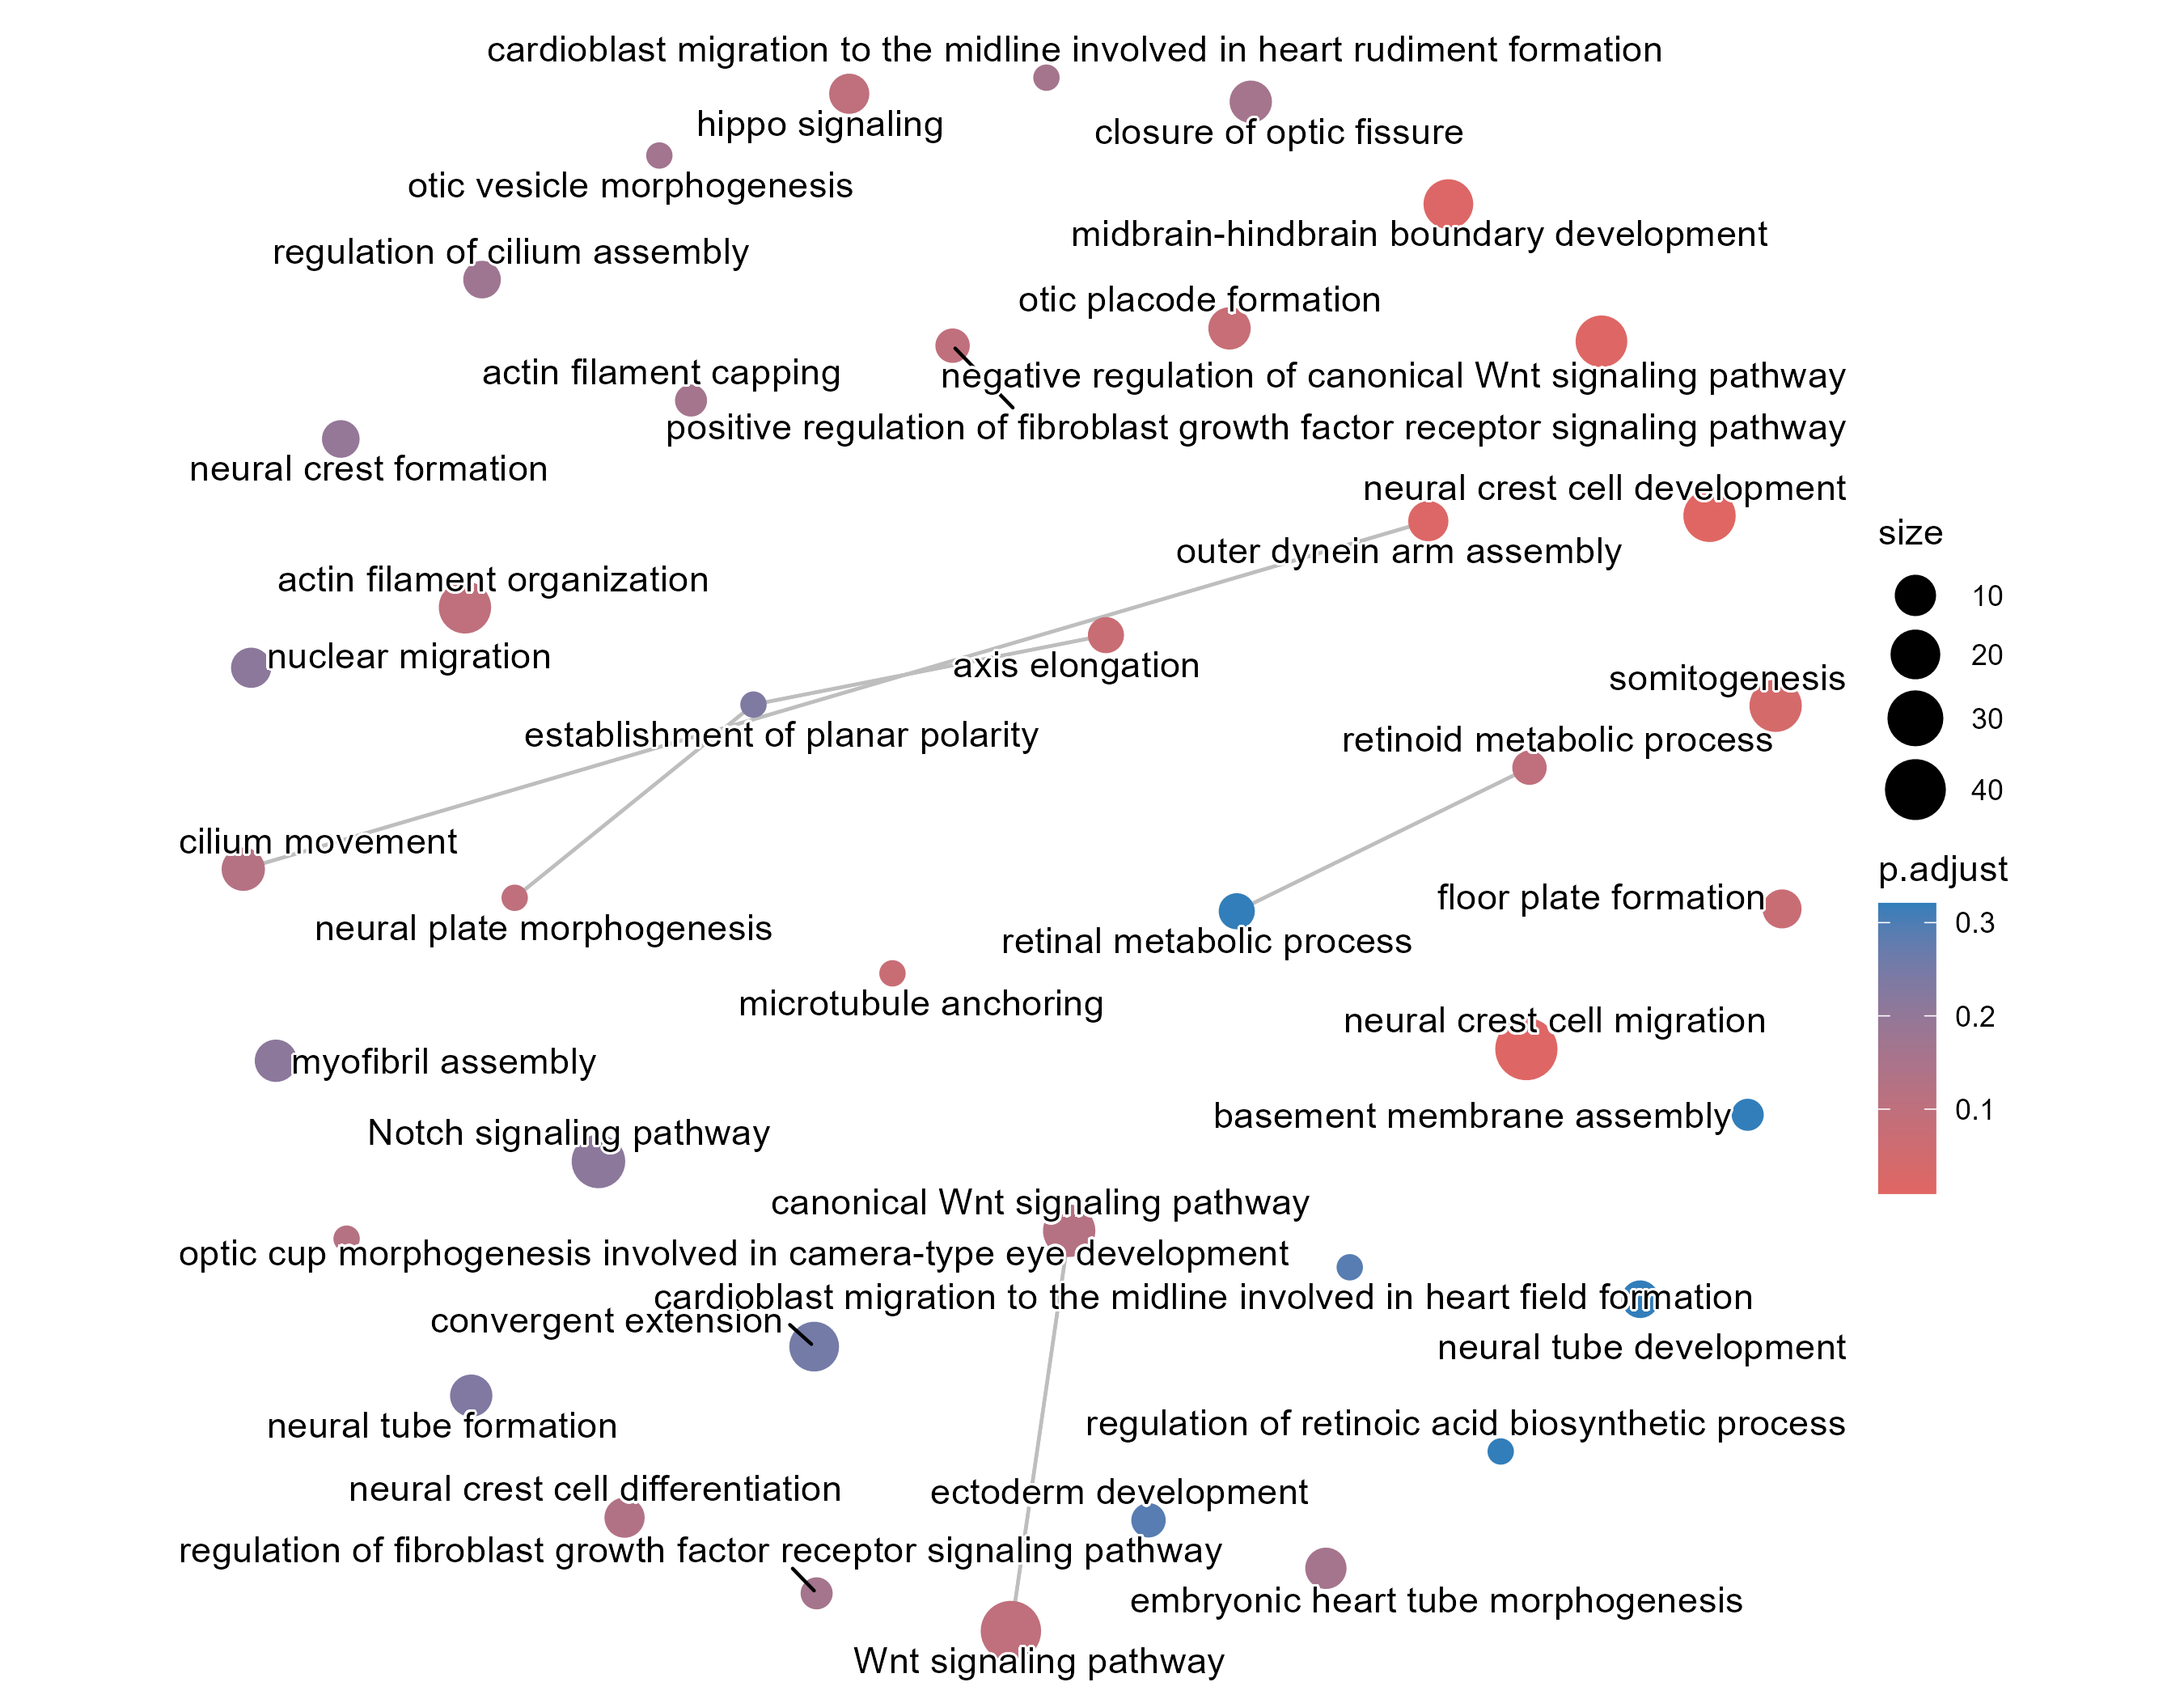 cardioblast migration to the midline involved in heart rudiment formation
hippo signaling
closure of optic fissure
otic vesicle morphogenesis
midbrain-hindbrain boundary development
regulation of cilium assembly
otic placode formation
actin filament capping
negative regulation of canonical Wnt signaling pathway
positive regulation of fibroblast growth factor receptor signaling pathway
neural crest formation
neural crest cell development
outer dynein arm assembly
actin filament organization
nuclear migration
axis elongation
somitogenesis
establishment of planar polarity
retinoid metabolic process
cilium movement
floor plate formation
neural plate morphogenesis
retinal metabolic process
microtubule anchoring
neural crest cell migration
myofibril assembly
basement membrane assembly
Notch signaling pathway
canonical Wnt signaling pathway
optic cup morphogenesis involved in camera-type eye development
cardioblast migration to the midline involved in heart field formation
convergent extension
neural tube development
neural tube formation
regulation of retinoic acid biosynthetic process
neural crest cell differentiation
ectoderm development
regulation of fibroblast growth factor receptor signaling pathway
embryonic heart tube morphogenesis
Wnt signaling pathway
size
10
20
30
40
p.adjust
0.3
0.2
0.1